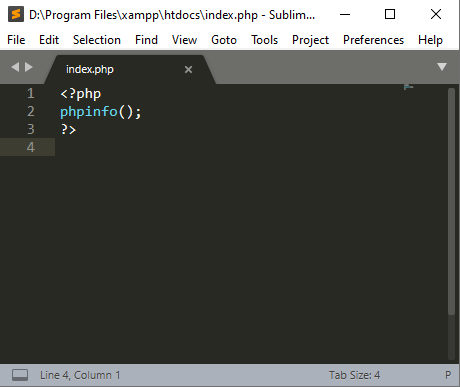 D:\Program Files\xampp\htdocs\index.php - Sublim...
File Edit Selection View Goto Tools Project Preferences Help
index.php
1 <?php
2 phpinfo();
3 ?>
4
Line 4, Column 1 Tab Size: 4 P